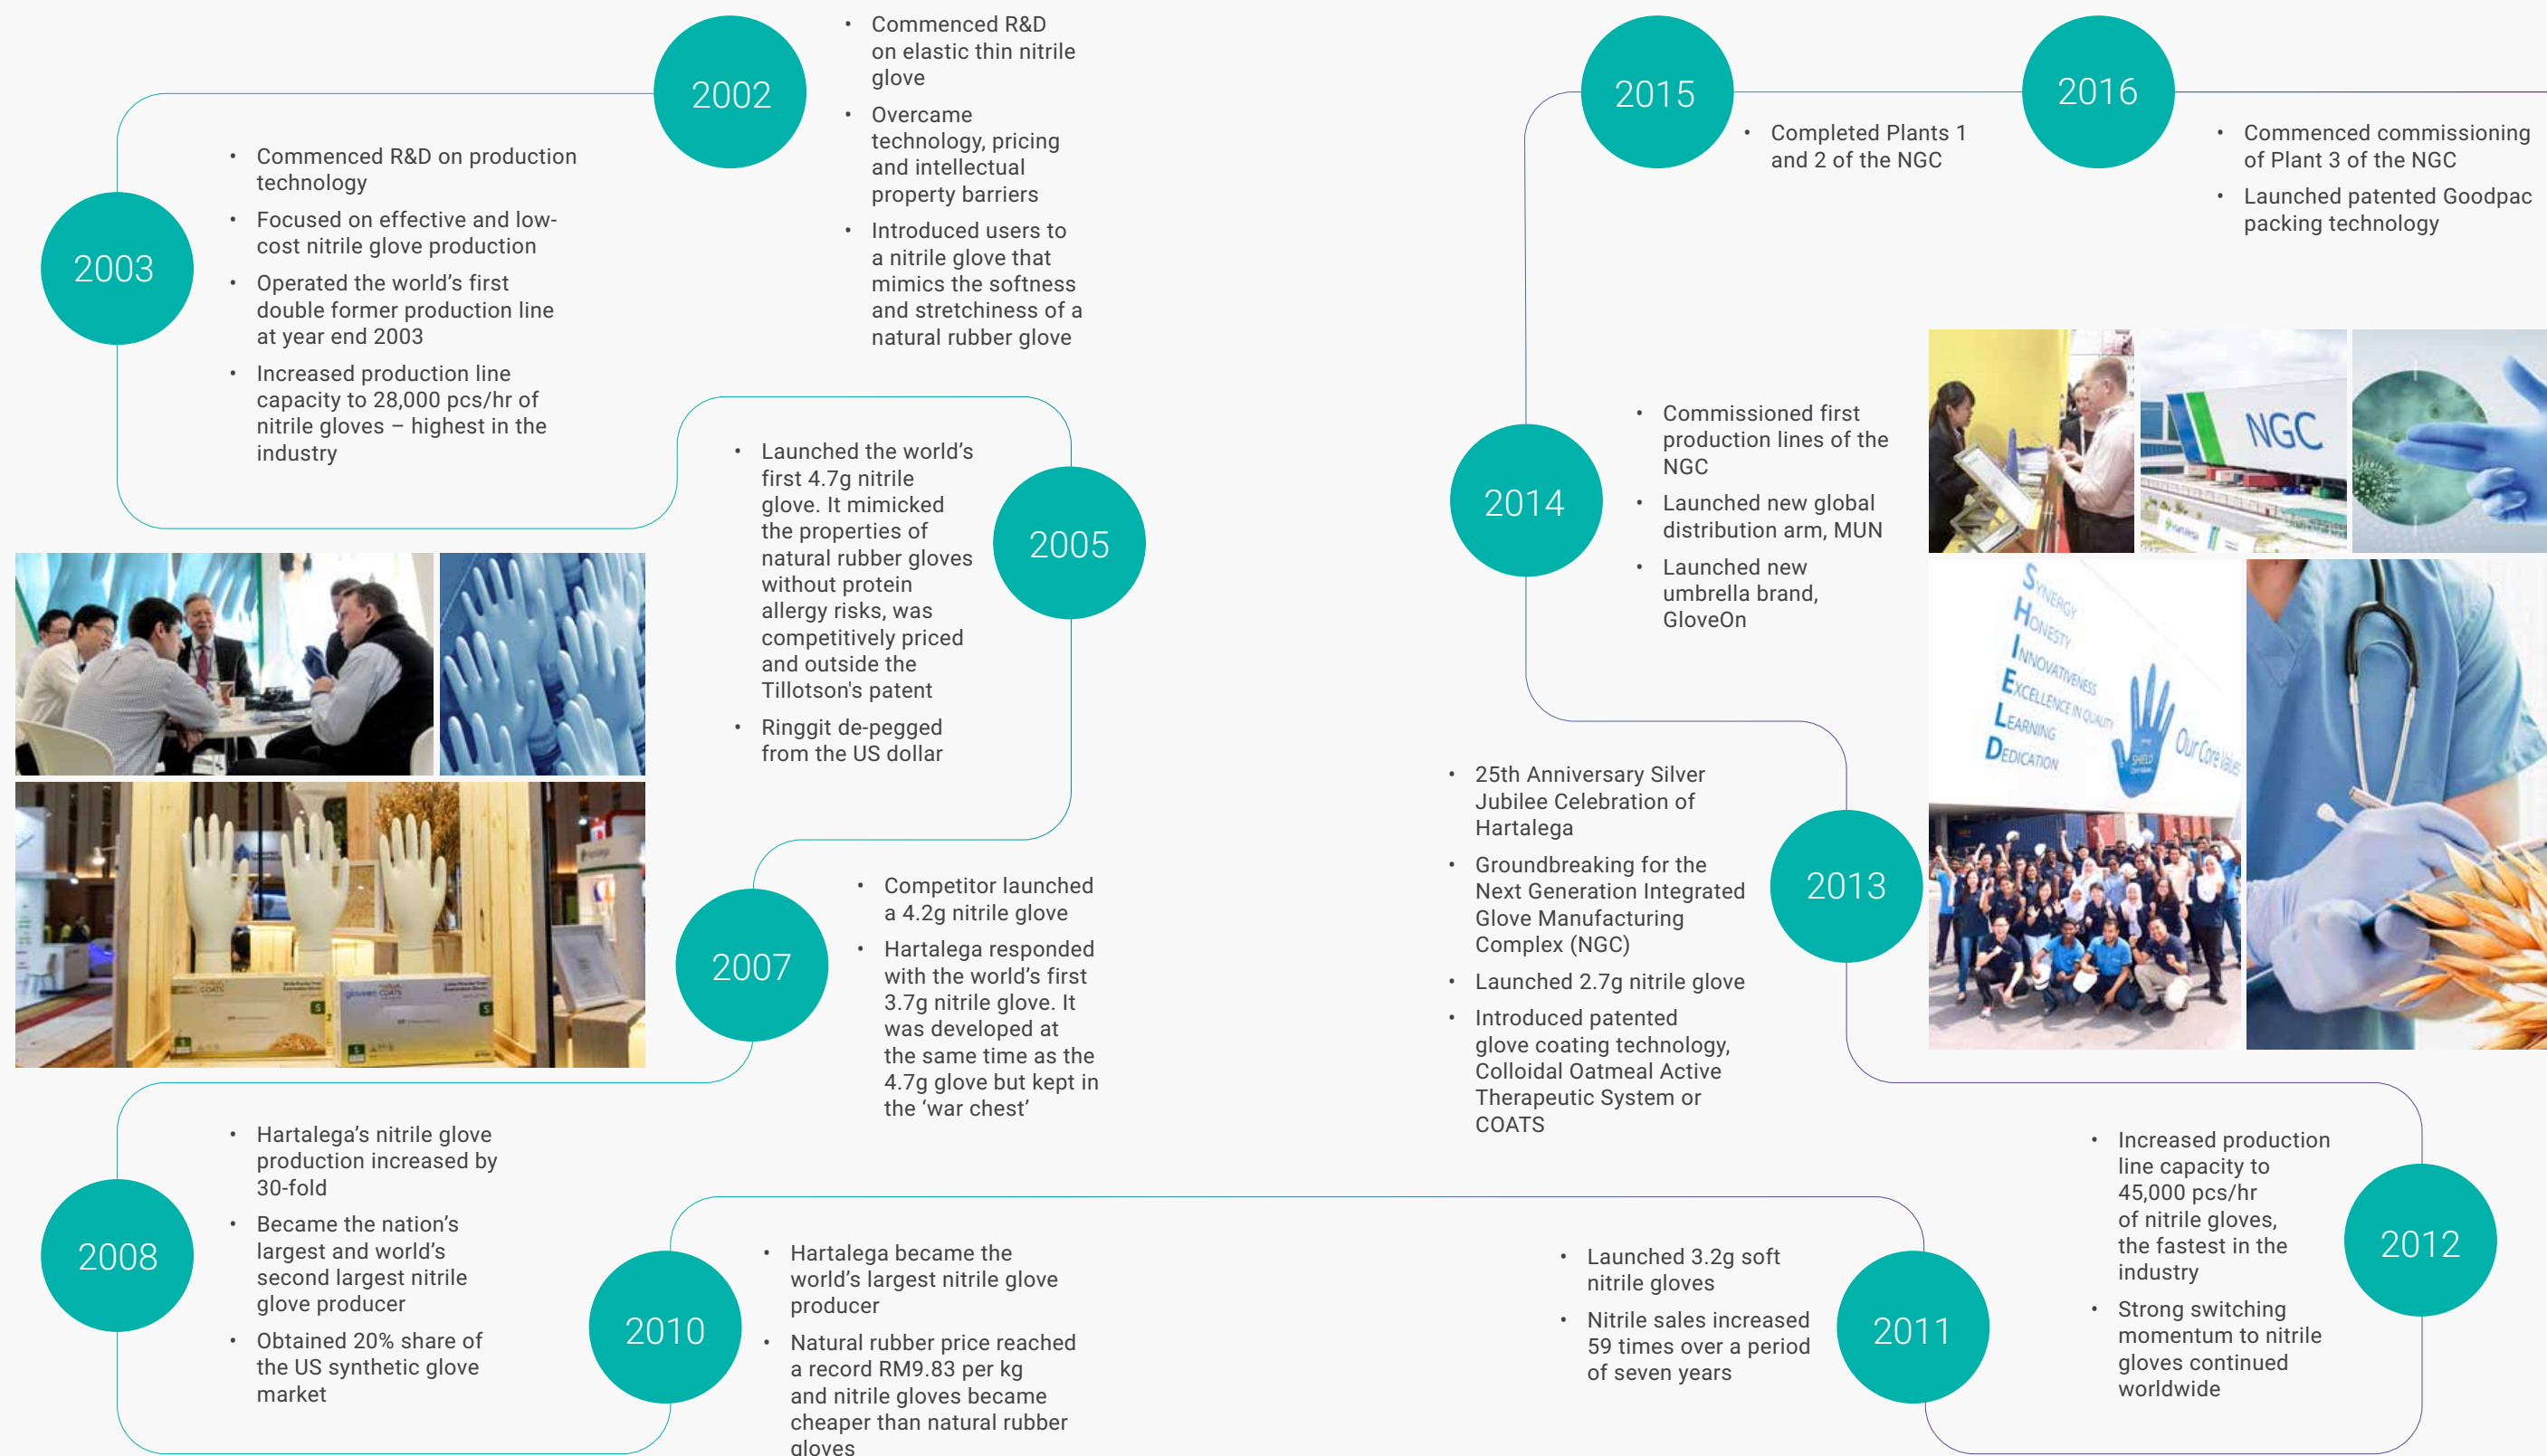 2002
• Commenced R&D
on elastic thin nitrile
glove
• Overcame
technology, pricing
and intellectual
property barriers
• Introduced users to
a nitrile glove that
mimics the softness
and stretchiness of a
natural rubber glove
2003
• Commenced R&D on production
technology
• Focused on effective and low-
cost nitrile glove production
• Operated the world's first
double former production line
at year end 2003
• Increased production line
capacity to 28,000 pcs/hr of
nitrile gloves – highest in the
industry
2005
• Launched the world's
first 4.7g nitrile
glove. It mimicked
the properties of
natural rubber gloves
without protein
allergy risks, was
competitively priced
and outside the
Tillotson's patent
• Ringgit de-pegged
from the US dollar
2007
• Competitor launched
a 4.2g nitrile glove
• Hartalega responded
with the world's first
3.7g nitrile glove. It
was developed at
the same time as the
4.7g glove but kept in
the ‘war chest’
COATS
S
gloveon COATS
S
S
S
2008
• Hartalega’s nitrile glove
production increased by
30-fold
• Became the nation’s
largest and world’s
second largest nitrile
glove producer
• Obtained 20% share of
the US synthetic glove
market
2010
• Hartalega became the
world’s largest nitrile glove
producer
• Natural rubber price reached
a record RM9.83 per kg
and nitrile gloves became
cheaper than natural rubber
gloves
2011
• Launched 3.2g soft
nitrile gloves
• Nitrile sales increased
59 times over a period
of seven years
2012
• Increased production
line capacity to
45,000 pcs/hr
of nitrile gloves,
the fastest in the
industry
• Strong switching
momentum to nitrile
gloves continued
worldwide
2013
• 25th Anniversary Silver
Jubilee Celebration of
Hartalega
• Groundbreaking for the
Next Generation Integrated
Glove Manufacturing
Complex (NGC)
• Launched 2.7g nitrile glove
• Introduced patented
glove coating technology,
Colloidal Oatmeal Active
Therapeutic System or
COATS
2014
• Commissioned first
production lines of the
NGC
• Launched new global
distribution arm, MUN
• Launched new
umbrella brand,
GloveOn
2015
• Completed Plants 1
and 2 of the NGC
2016
• Commenced commissioning
of Plant 3 of the NGC
• Launched patented Goodpac
packing technology
NGC
Hartalega
SYNERGY
HONESTY
INNOVATIVENESS
EXCELLENCE IN QUALITY
LEARNING
DEDICATION
SHIELD
Our Core Values